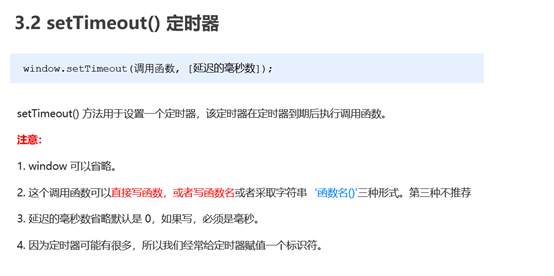 3.2 setTimeout() 定时器
window.setTimeout(调用函数, [延迟的毫秒数]);
setTimeout() 方法用于设置一个定时器，该定时器在定时器到期后执行调用函数。
注意：
1. window 可以省略。
2. 这个调用函数可以直接写函数，或者写函数名或者采取字符串 '函数名()'三种形式。第三种不推荐
3. 延迟的毫秒数省略默认是 0，如果写，必须是毫秒。
4. 因为定时器可能有很多，所以我们经常给定时器赋值一个标识符。